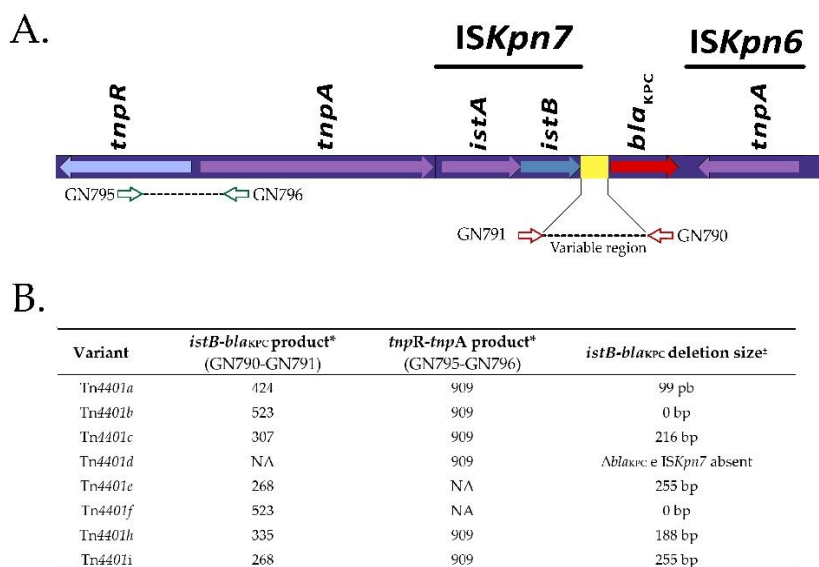 A.
ISKpn7 ISKpn6
tnpR tnpA istA istB blaKPC tnpA
GN795 GN796
GN791 GN790
Variable region
B.
Variant istB-blaKPC product* tnpR-tnpA product* istB-blaKPC deletion size±
(GN790-GN791) (GN795-GN796)
Tn4401a 424 909 99 pb
Tn4401b 523 909 0 bp
Tn4401c 307 909 216 bp
Tn4401d NA 909 ΔblaKPC e ISKpn7 absent
Tn4401e 268 NA 255 bp
Tn4401f 523 NA 0 bp
Tn4401h 335 909 188 bp
Tn4401i 268 909 255 bp